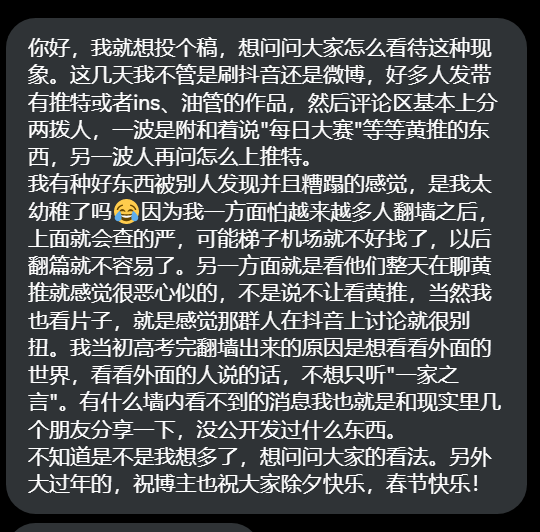 你好，我就想投个稿，想问问大家怎么看待这种现
象。这几天我不管是刷抖音还是微博，好多人发带
有推特或者ins、油管的作品，然后评论区基本上分
两拨人，一波是附和着说"每日大赛"等等黄推的东
西，另一波人再问怎么上推特。
我有种好东西被别人发现并且糟蹋的感觉，是我太
幼稚了吗😂因为我一方面怕越来越多人翻墙之后，
上面就会查的严，可能梯子机场就不好找了，以后
翻篇就不容易了。另一方面就是看他们整天在聊黄
推就感觉很恶心似的，不是说不让看黄推，当然我
也看片子，就是感觉那群人在抖音上讨论就很别
扭。我当初高考完翻墙出来的原因是想看看外面的
世界，看看外面的人说的话，不想只听"一家之
言"。有什么墙内看不到的消息我也就是和现实里几
个朋友分享一下，没公开发过什么东西。
不知道是不是我想多了，想问问大家的看法。另外
大过年的，祝博主也祝大家除夕快乐，春节快乐！